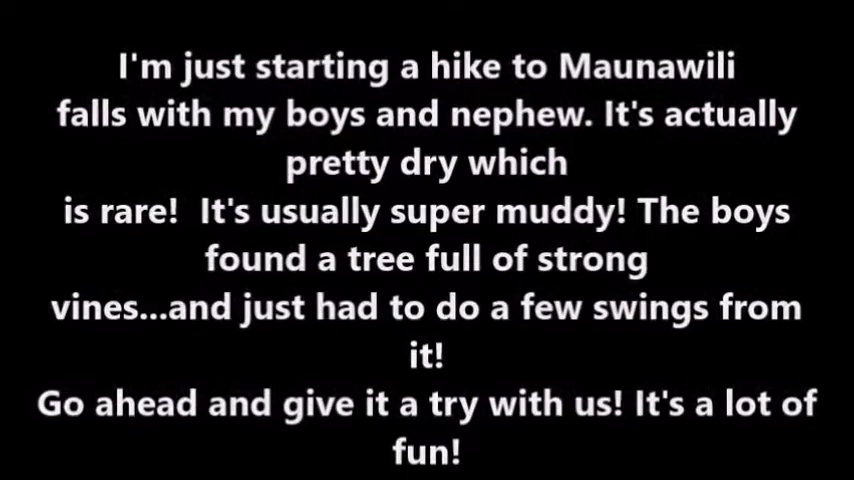 I'm just starting a hike to Maunawili
falls with my boys and nephew. It's actually
pretty dry which
is rare!  It's usually super muddy! The boys
found a tree full of strong
vines...and just had to do a few swings from
it!
Go ahead and give it a try with us! It's a lot of
fun!